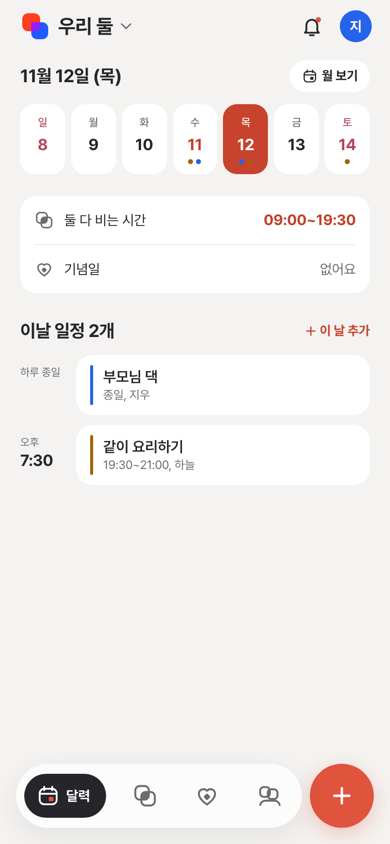 우리 둘
지
11월 12일 (목)
월 보기
일 월 화 수 목 금 토
8 9 10 11 12 13 14
둘 다 비는 시간 09:00~19:30
기념일 없어요
이날 일정 2개
+ 이 날 추가
하루 종일
부모님 댁
종일, 지우
오후
7:30
같이 요리하기
19:30~21:00, 하늘
달력